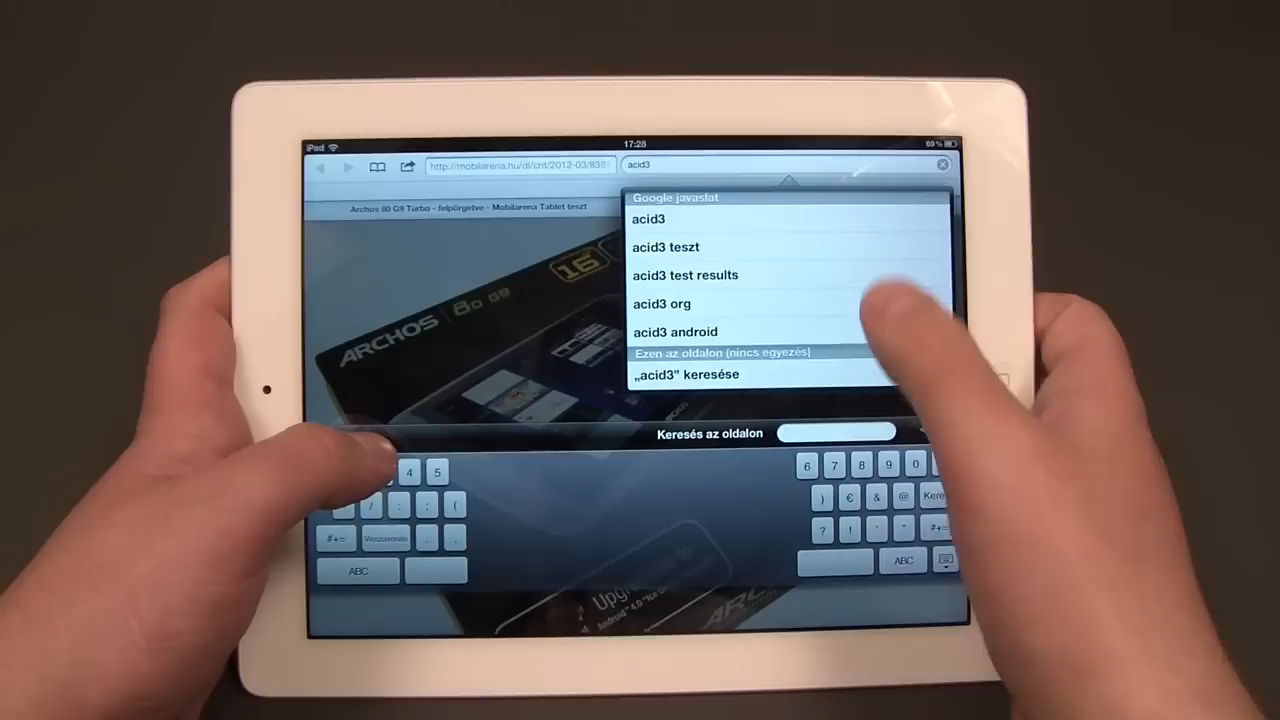 iPad
17:28
69%
http://mobilarena.hu/dl/cnt/2012-03/838
acid3
Archos 80 G9 Turbo - felpörgetve - Mobilarena Tablet teszt
Google javaslat
acid3
acid3 teszt
acid3 test results
acid3 org
acid3 android
Ezen az oldalon (nincs egyezés)
„acid3” keresése
16
ARCHOS 80 G9
Keresés az oldalon
4 5
6 7 8 9 0
/ : ; (
) € & @ Kere
#+= Visszavonás . ,
? ! ' " #+=
ABC
ABC
Android™ 4.0 "Ice